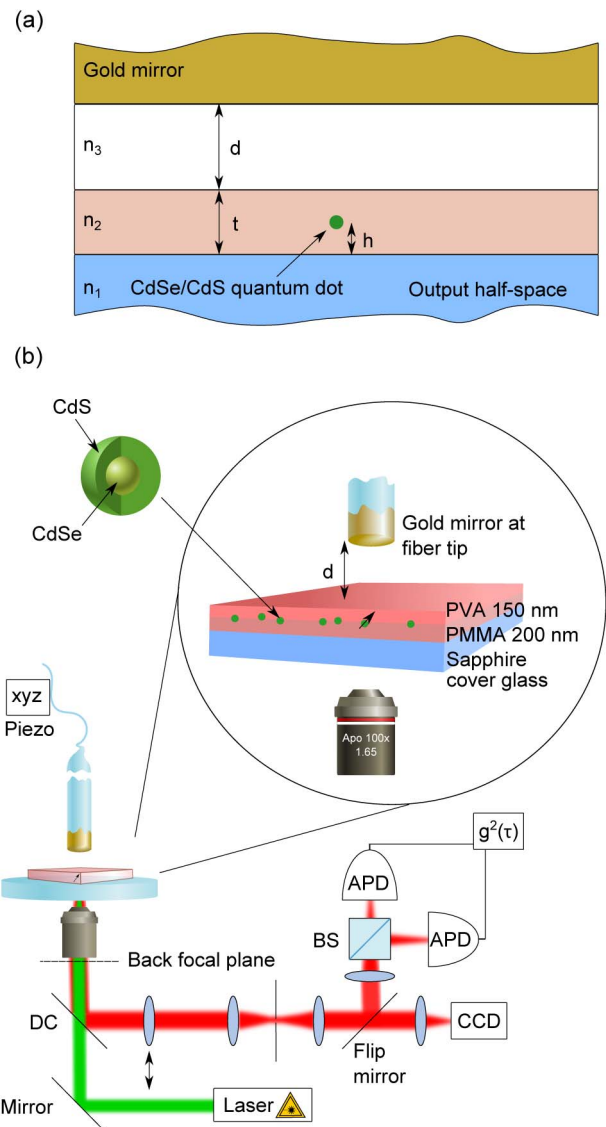 (a)
Gold mirror
n₃
d
n₂
t
h
CdSe/CdS quantum dot
n₁
Output half-space
(b)
CdS
CdSe
Gold mirror at
fiber tip
d
PVA 150 nm
PMMA 200 nm
Sapphire
cover glass
xyz
Piezo
Apo 100x
1.65
g²(τ)
APD
BS
APD
Back focal plane
DC
CCD
Flip
mirror
Mirror
Laser